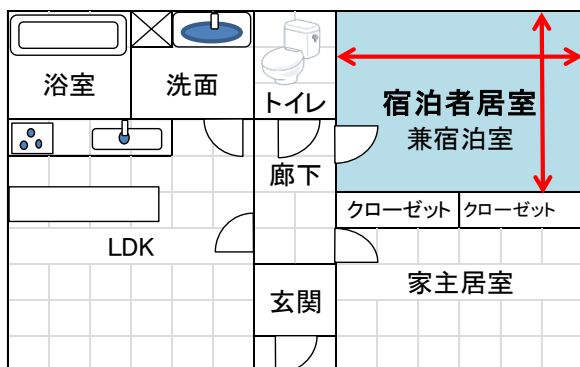 浴室
洗面
トイレ
宿泊者居室
兼宿泊室
廊下
クローゼット
クローゼット
LDK
家主居室
玄関